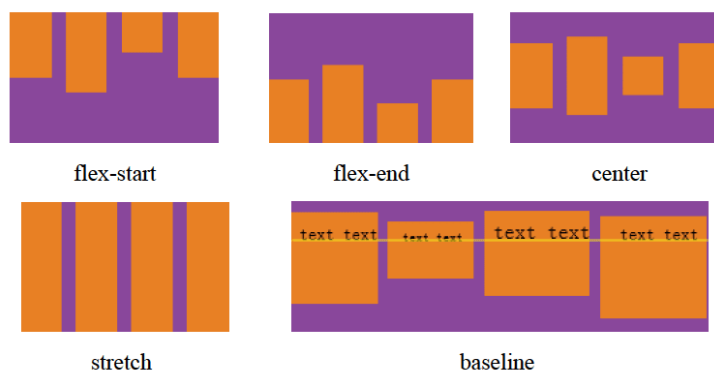 flex-start
flex-end
center
text text
text text
text text
text text
stretch
baseline